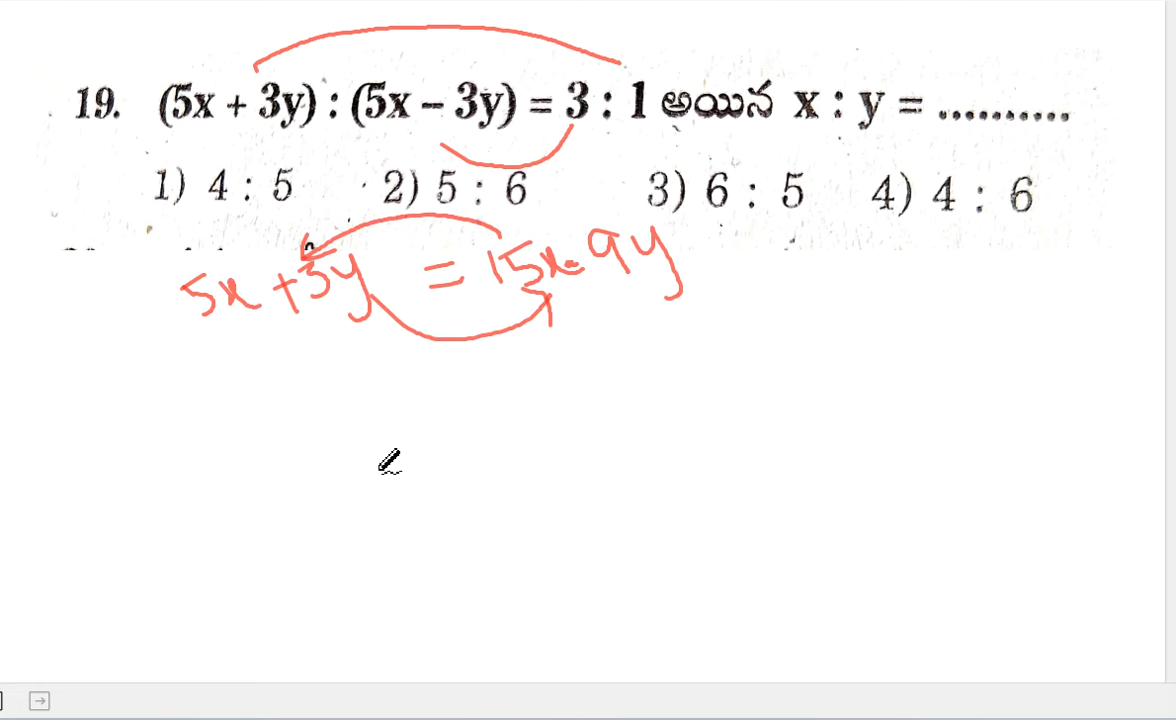 19. (5x + 3y) : (5x – 3y) = 3 : 1 అయిన x : y = ..........
1) 4 : 5 2) 5 : 6 3) 6 : 5 4) 4 : 6
5x + 3y = 15x - 9y